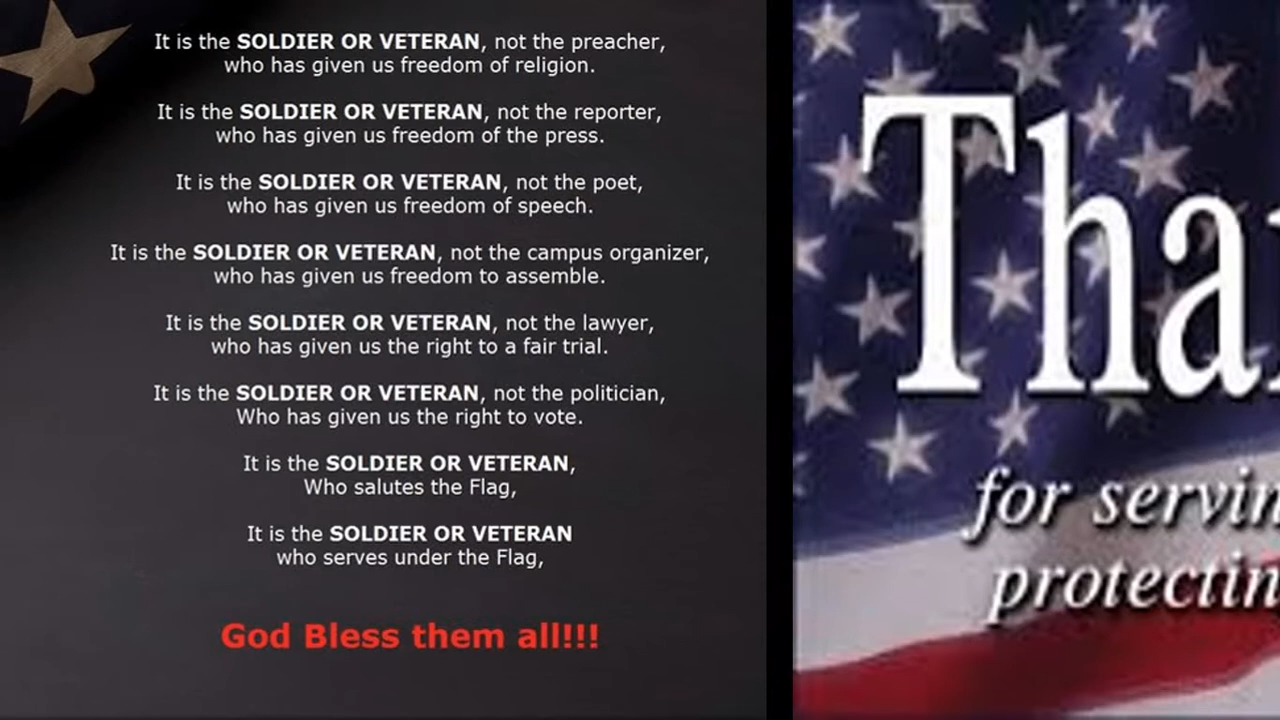 It is the SOLDIER OR VETERAN, not the preacher,
who has given us freedom of religion.
It is the SOLDIER OR VETERAN, not the reporter,
who has given us freedom of the press.
It is the SOLDIER OR VETERAN, not the poet,
who has given us freedom of speech.
It is the SOLDIER OR VETERAN, not the campus organizer,
who has given us freedom to assemble.
It is the SOLDIER OR VETERAN, not the lawyer,
who has given us the right to a fair trial.
It is the SOLDIER OR VETERAN, not the politician,
Who has given us the right to vote.
It is the SOLDIER OR VETERAN,
Who salutes the Flag,
It is the SOLDIER OR VETERAN
who serves under the Flag,
God Bless them all!!!
for